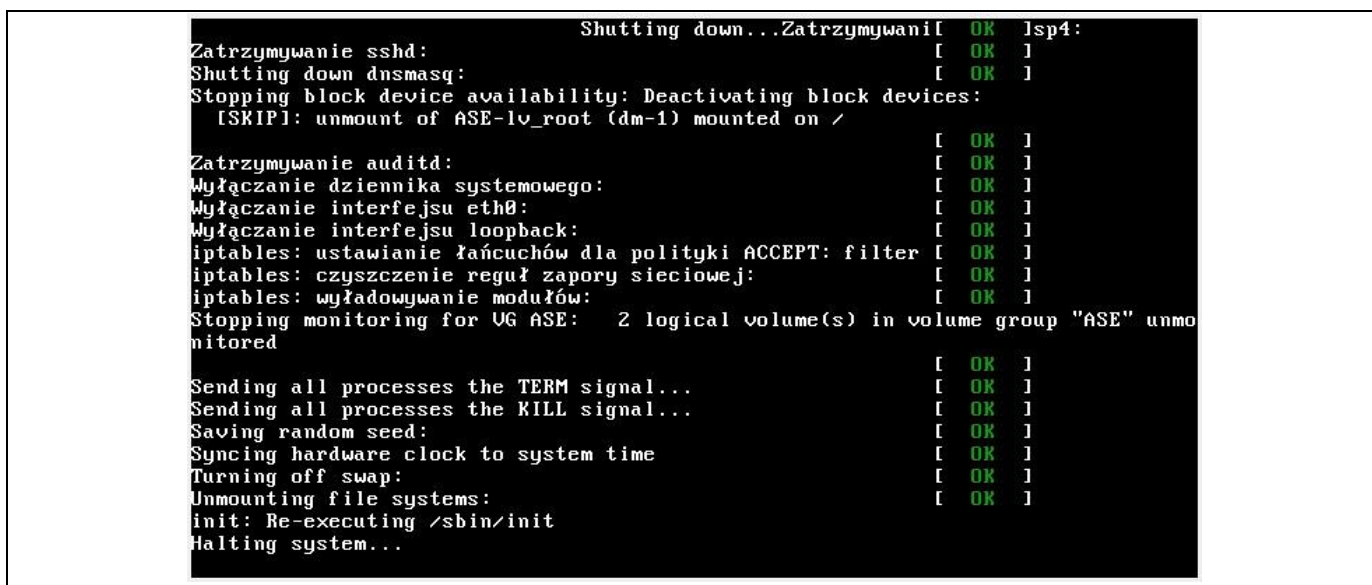 Shutting down...Zatrzymywani[  OK  ]sp4:
Zatrzymywanie sshd: [  OK  ]
Shutting down dnsmasq: [  OK  ]
Stopping block device availability: Deactivating block devices:
[SKIP]: unmount of ASE-lv_root (dm-1) mounted on /
[  OK  ]
Zatrzymywanie auditd: [  OK  ]
Wyłączanie dziennika systemowego: [  OK  ]
Wyłączanie interfejsu eth0: [  OK  ]
Wyłączanie interfejsu loopback: [  OK  ]
iptables: ustawianie łańcuchów dla polityki ACCEPT: filter [  OK  ]
iptables: czyszczenie reguł zapory sieciowej: [  OK  ]
iptables: wyładowywanie modułów: [  OK  ]
Stopping monitoring for VG ASE:   2 logical volume(s) in volume group "ASE" unmo
nitored
[  OK  ]
Sending all processes the TERM signal... [  OK  ]
Sending all processes the KILL signal... [  OK  ]
Saving random seed: [  OK  ]
Syncing hardware clock to system time [  OK  ]
Turning off swap: [  OK  ]
Unmounting file systems: [  OK  ]
init: Re-executing /sbin/init
Halting system...